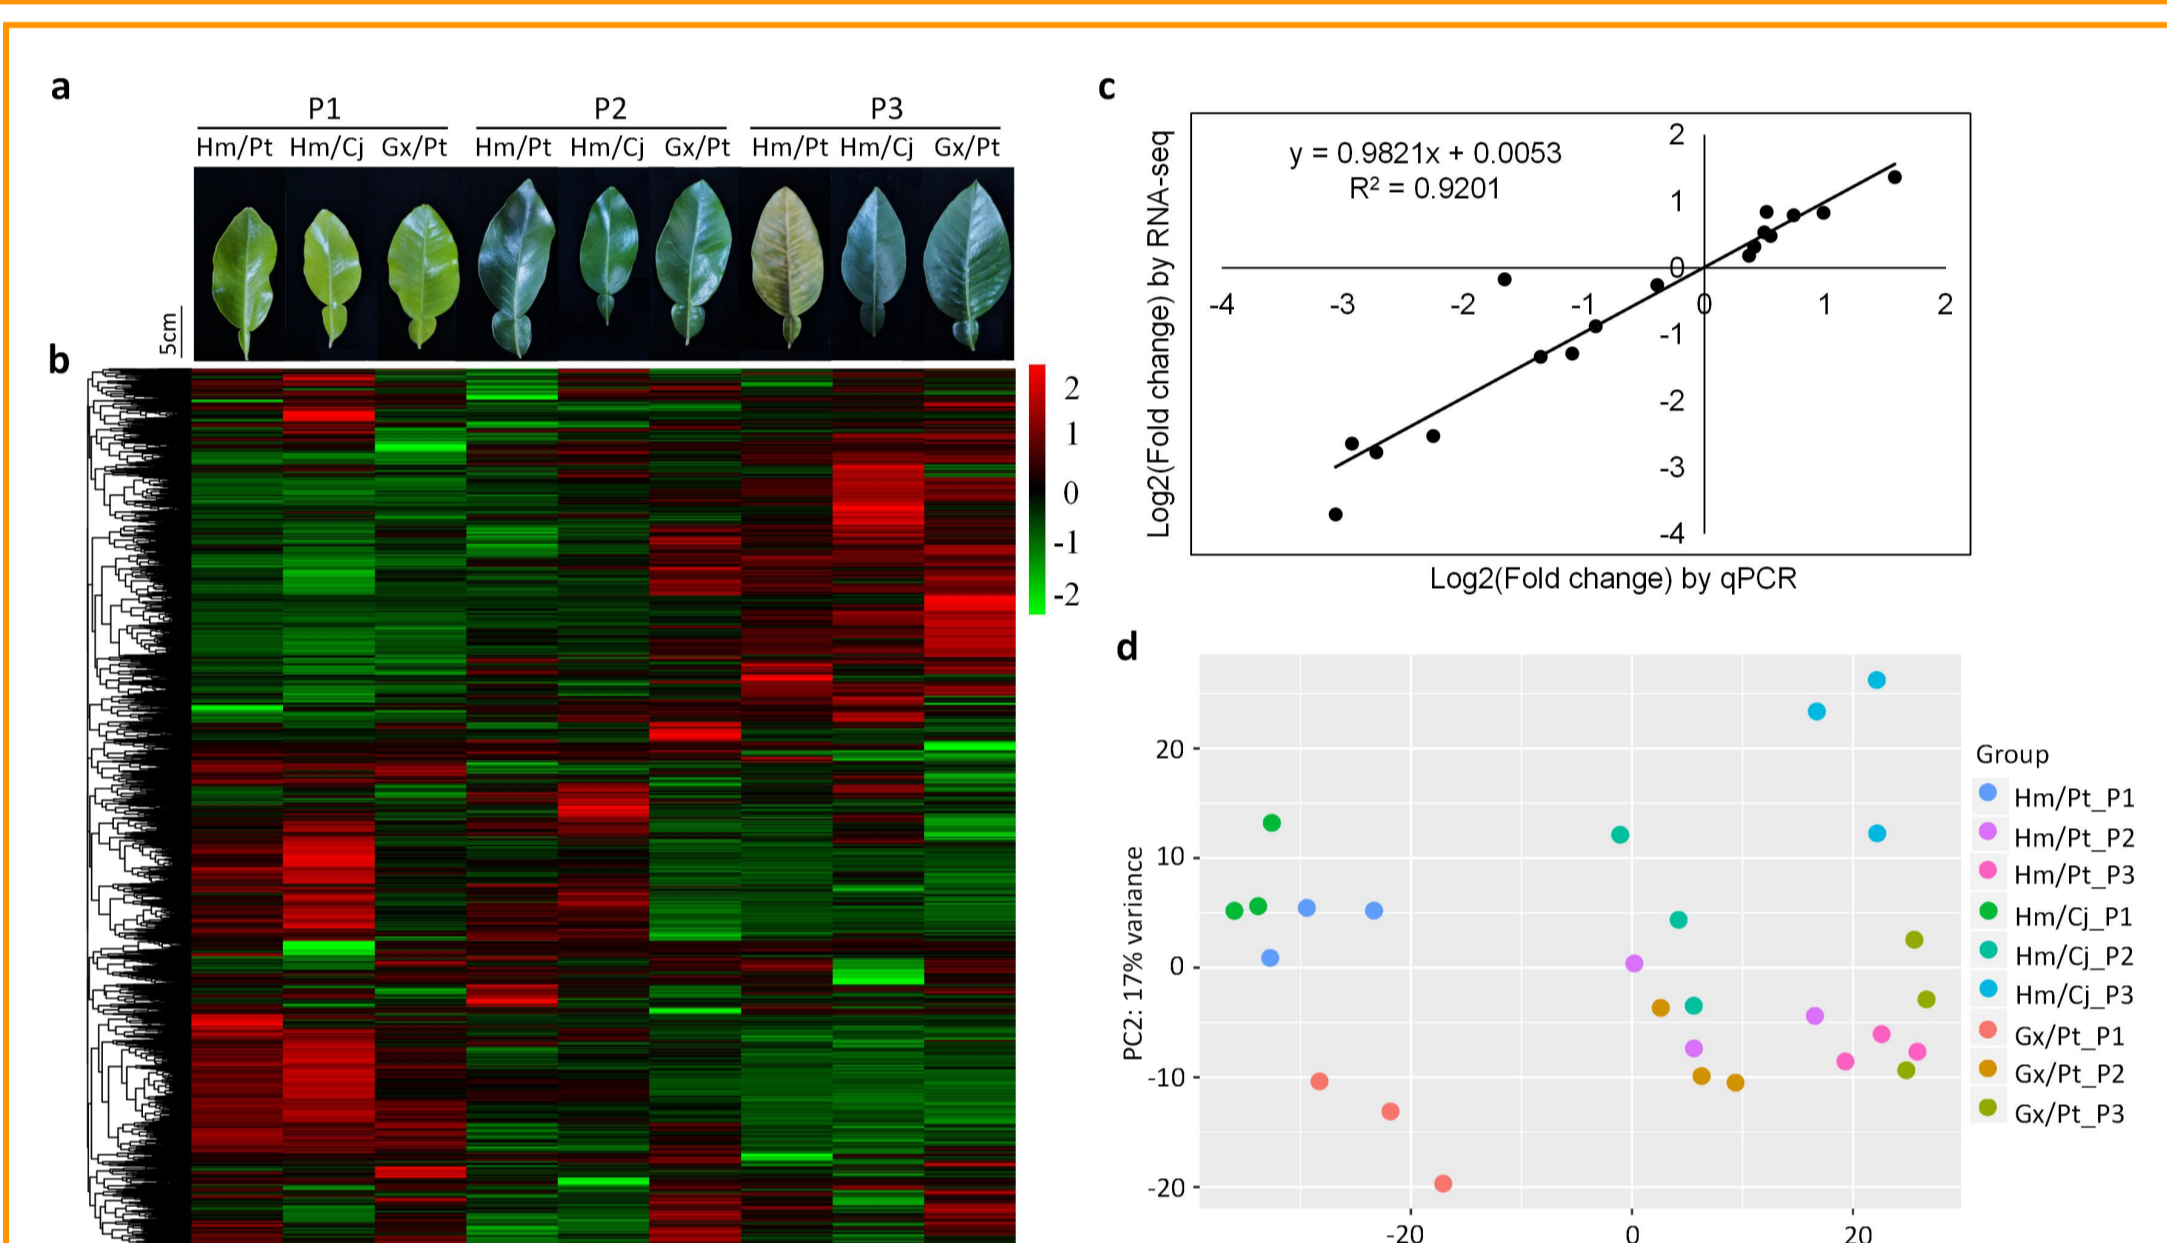 a
P1 P2 P3
Hm/Pt Hm/Cj Gx/Pt Hm/Pt Hm/Cj Gx/Pt Hm/Pt Hm/Cj Gx/Pt
5cm
b
2
1
0
-1
-2
c
y = 0.9821x + 0.0053
R² = 0.9201
Log2(Fold change) by RNA-seq
2
1
0
-4 -3 -2 -1 0 1 2
-1
-2
-3
-4
Log2(Fold change) by qPCR
d
PC2: 17% variance
20
10
0
-10
-20
-20 0 20
Group
Hm/Pt_P1
Hm/Pt_P2
Hm/Pt_P3
Hm/Cj_P1
Hm/Cj_P2
Hm/Cj_P3
Gx/Pt_P1
Gx/Pt_P2
Gx/Pt_P3